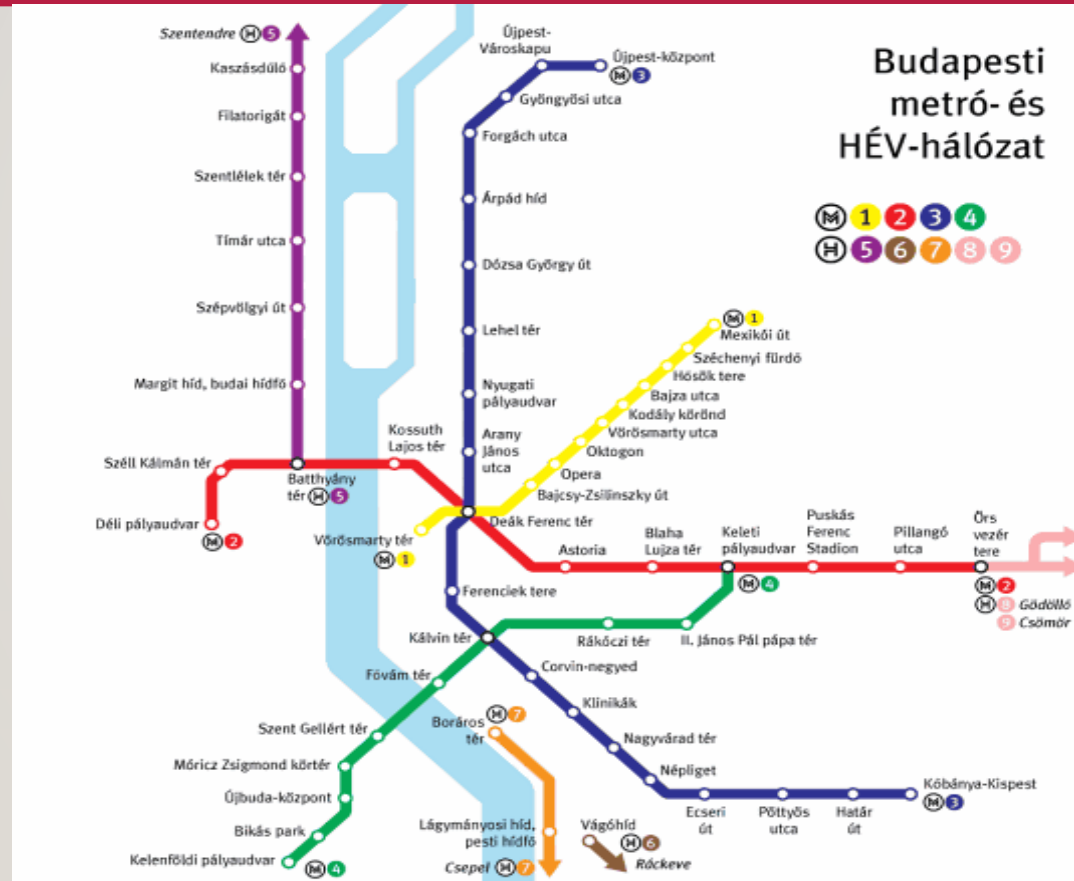 Budapesti
metró- és
HÉV-hálózat
M 1 2 3 4
H 5 6 7 8 9
Szentendre H 5
Kaszásdűlő
Filatorigát
Szentlélek tér
Tímár utca
Szépvölgyi út
Margit híd, budai hídfő
Batthyány
tér H 5
Újpest-
Városkapu
Újpest-központ
M 3
Gyöngyösi utca
Forgách utca
Árpád híd
Dózsa György út
Lehel tér
Nyugati
pályaudvar
Arany
János
utca
M 1
Mexikói út
Széchenyi fürdő
Hősök tere
Bajza utca
Kodály körönd
Vörösmarty utca
Oktogon
Opera
Bajcsy-Zsilinszky út
Deák Ferenc tér
Vörösmarty tér
M 1
Széll Kálmán tér
Déli pályaudvar
M 2
Kossuth
Lajos tér
Astoria
Blaha
Lujza tér
Keleti
pályaudvar
M 4
Puskás
Ferenc
Stadion
Pillangó
utca
Örs
vezér
tere
M 2
H 8 Gödöllő
9 Csömör
Ferenciek tere
Kálvin tér
Rákóczi tér
II. János Pál pápa tér
Fővám tér
Szent Gellért tér
Móricz Zsigmond körtér
Újbuda-központ
Bikás park
Kelenföldi pályaudvar
M 4
Corvin-negyed
Klinikák
Nagyvárad tér
Népliget
Ecseri
út
Pöttyös
utca
Határ
út
Kőbánya-Kispest
M 3
H 7
Boráros
tér
Lágymányosi híd,
pesti hídfő
Csepel H 7
Vágóhíd
H 6
Ráckeve